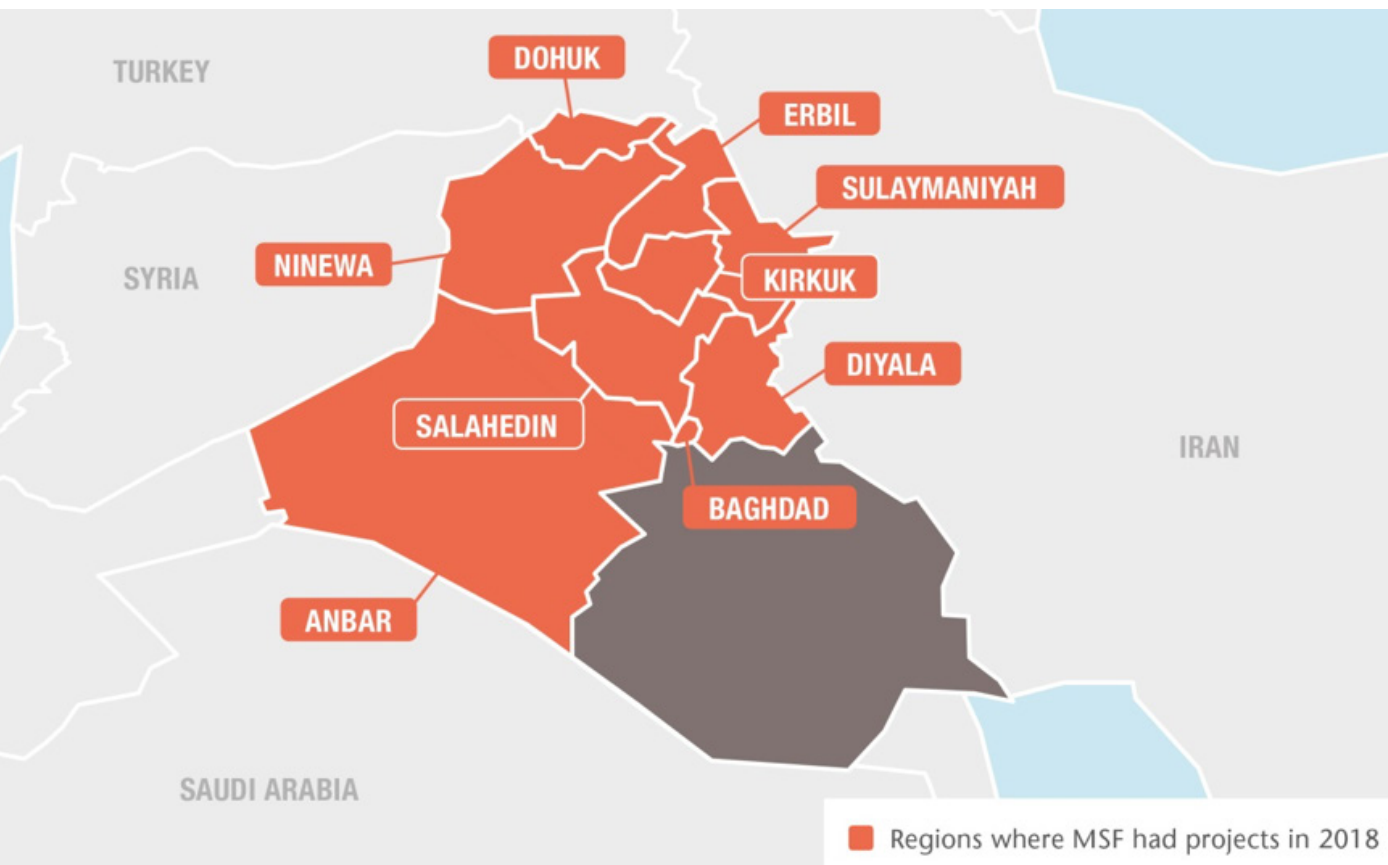 TURKEY
DOHUK
ERBIL
SULAYMANIYAH
NINEWA
SYRIA
KIRKUK
DIYALA
SALAHEDIN
IRAN
BAGHDAD
ANBAR
SAUDI ARABIA
Regions where MSF had projects in 2018